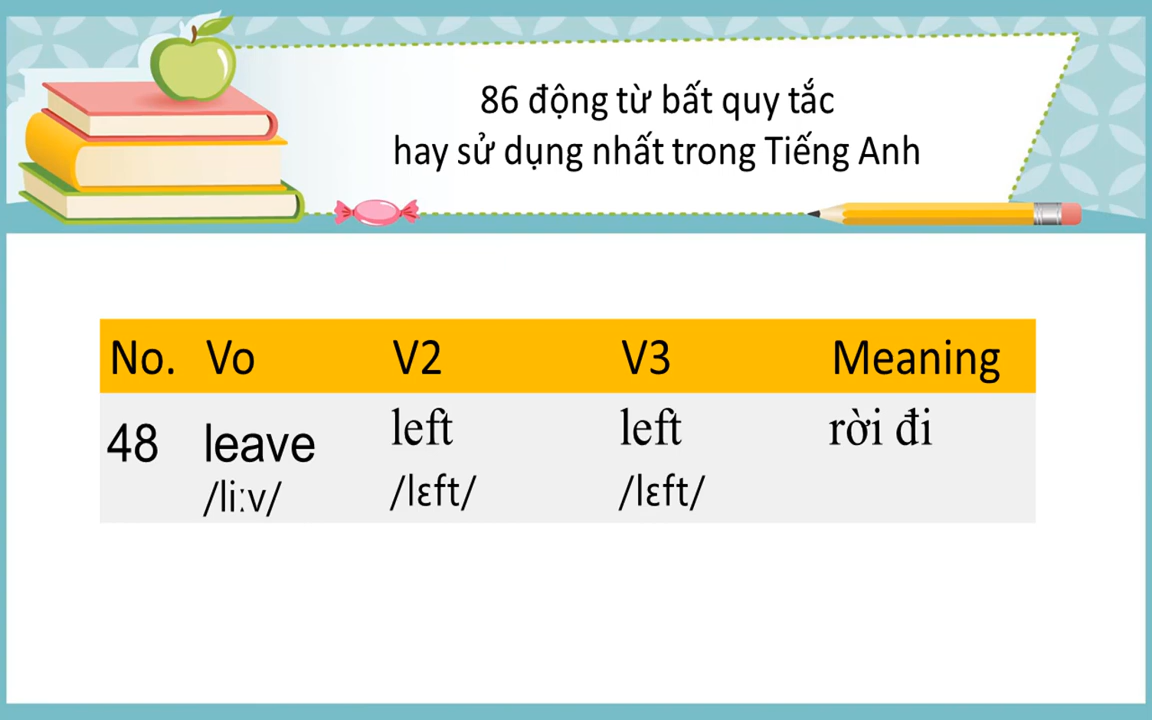 86 động từ bất quy tắc
hay sử dụng nhất trong Tiếng Anh
No. Vo V2 V3 Meaning
48 leave left left rời đi
/liːv/ /lɛft/ /lɛft/